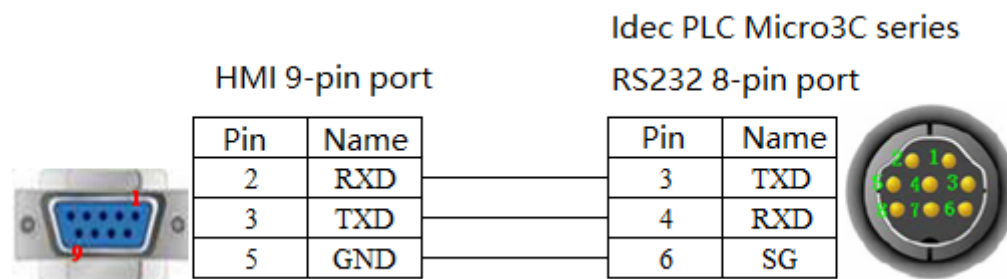 Idec PLC Micro3C series
HMI 9-pin port RS232 8-pin port
Pin Name Pin Name
2 RXD 3 TXD
3 TXD 4 RXD
5 GND 6 SG
1
9
2 1
5 4 3
8 7 6